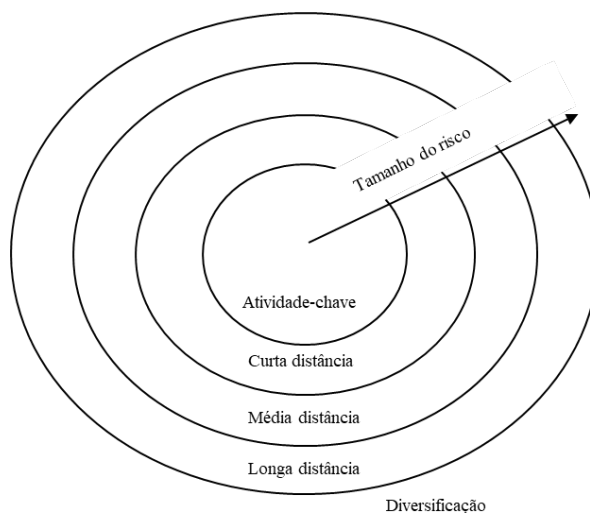 Tamanho do risco
Atividade-chave
Curta distância
Média distância
Longa distância
Diversificação